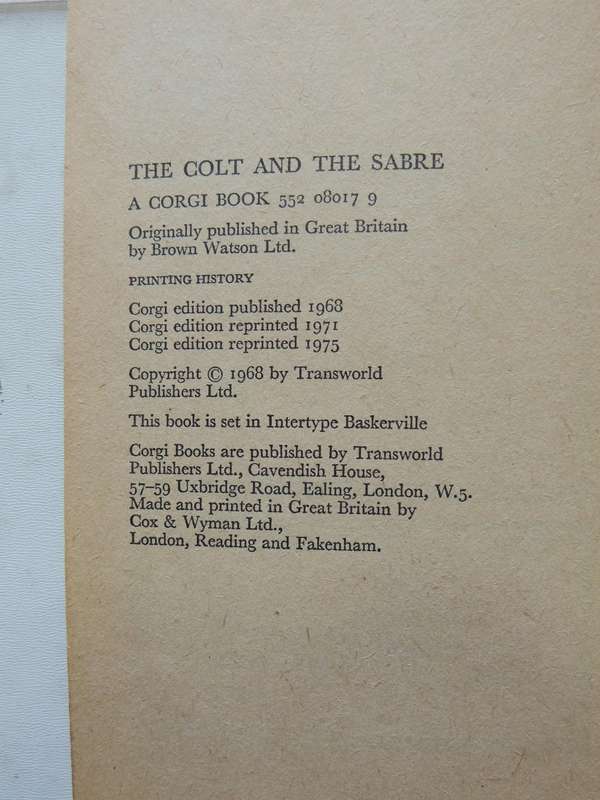 THE COLT AND THE SABRE
A CORGI BOOK 552 08017 9
Originally published in Great Britain
by Brown Watson Ltd.
PRINTING HISTORY
Corgi edition published 1968
Corgi edition reprinted 1971
Corgi edition reprinted 1975
Copyright © 1968 by Transworld
Publishers Ltd.
This book is set in Intertype Baskerville
Corgi Books are published by Transworld
Publishers Ltd., Cavendish House,
57–59 Uxbridge Road, Ealing, London, W.5.
Made and printed in Great Britain by
Cox & Wyman Ltd.,
London, Reading and Fakenham.